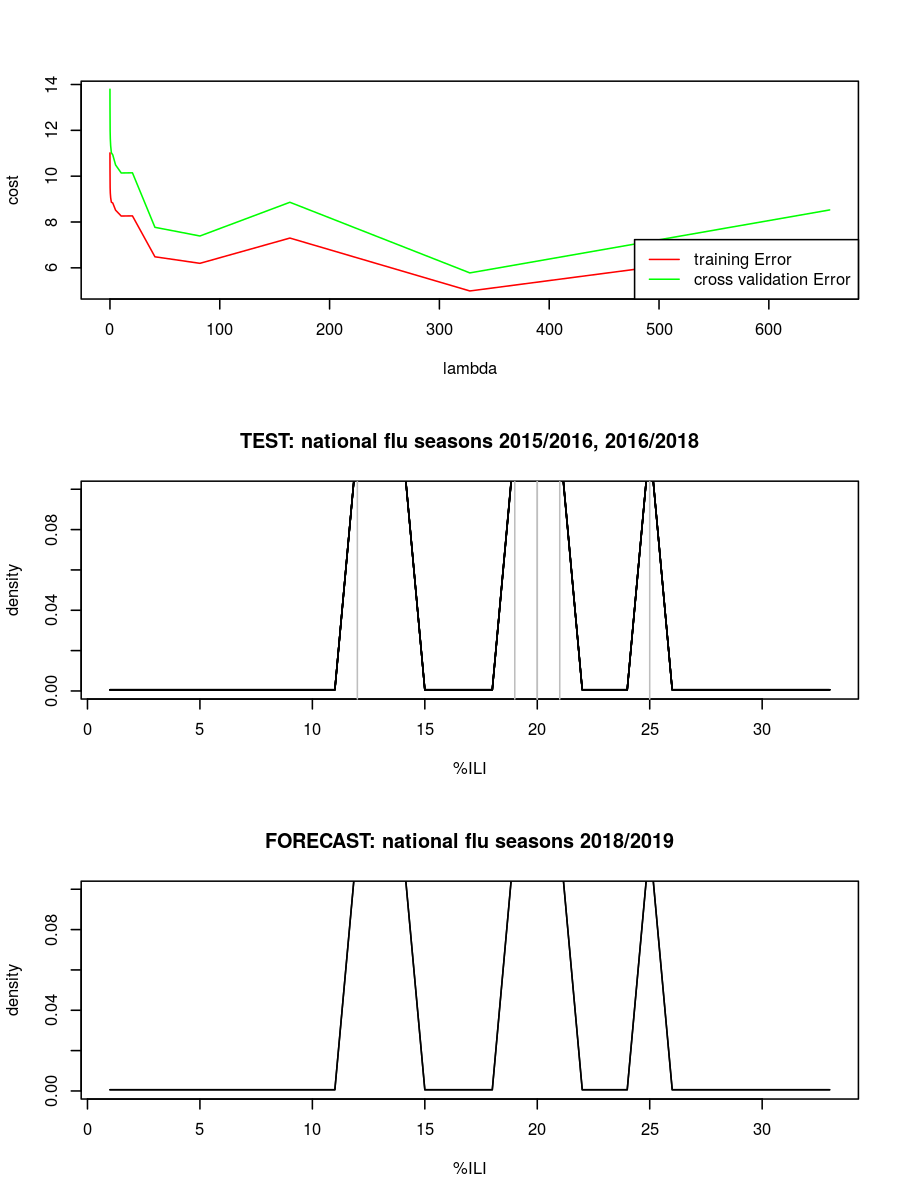 14
12
10
8
6
cost
training Error
cross validation Error
0 100 200 300 400 500 600
lambda
TEST: national flu seasons 2015/2016, 2016/2018
0.08
0.04
0.00
density
0 5 10 15 20 25 30
%ILI
FORECAST: national flu seasons 2018/2019
0.08
0.04
0.00
density
0 5 10 15 20 25 30
%ILI